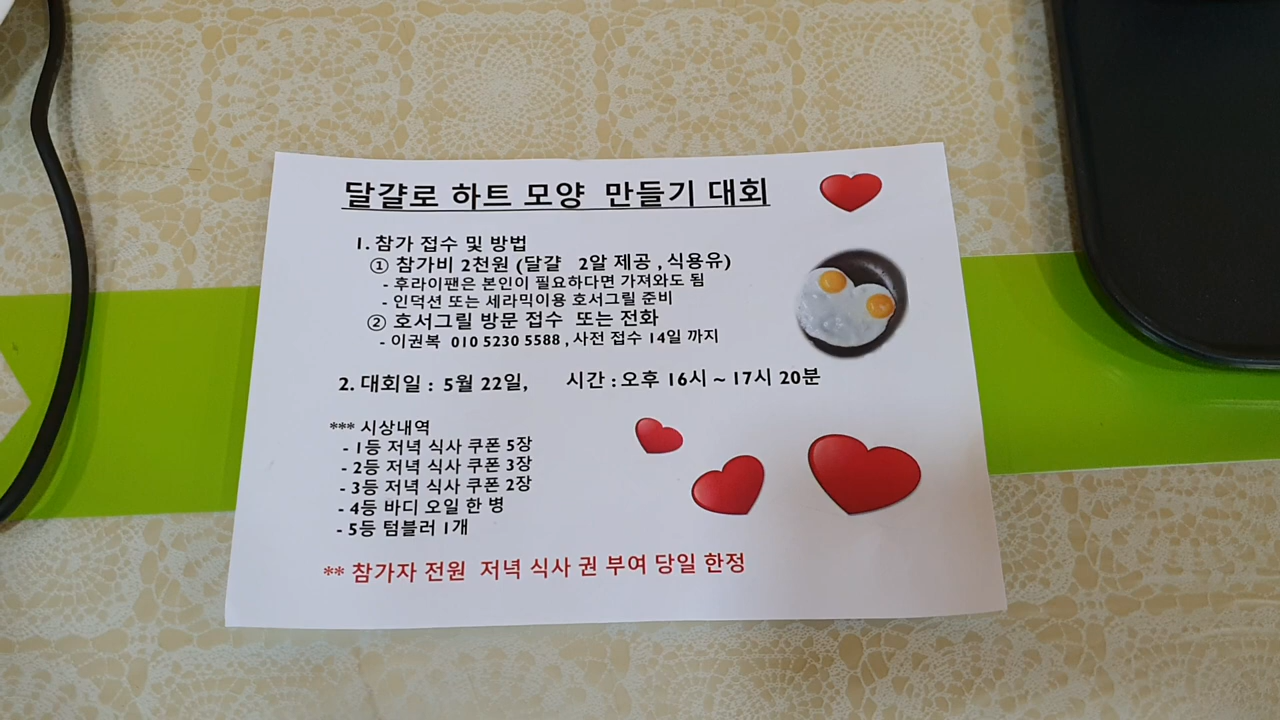 달걀로 하트 모양 만들기 대회
1. 참가 접수 및 방법
① 참가비 2천원 (달걀 2알 제공 , 식용유)
- 후라이팬은 본인이 필요하다면 가져와도 됨
- 인덕션 또는 세라믹이용 호서그릴 준비
② 호서그릴 방문 접수 또는 전화
- 이권복 010 5230 5588 , 사전 접수 14일 까지
2. 대회일 : 5월 22일, 시간 : 오후 16시 ~ 17시 20분
*** 시상내역
- 1등 저녁 식사 쿠폰 5장
- 2등 저녁 식사 쿠폰 3장
- 3등 저녁 식사 쿠폰 2장
- 4등 바디 오일 한 병
- 5등 텀블러 1개
** 참가자 전원 저녁 식사 권 부여 당일 한정